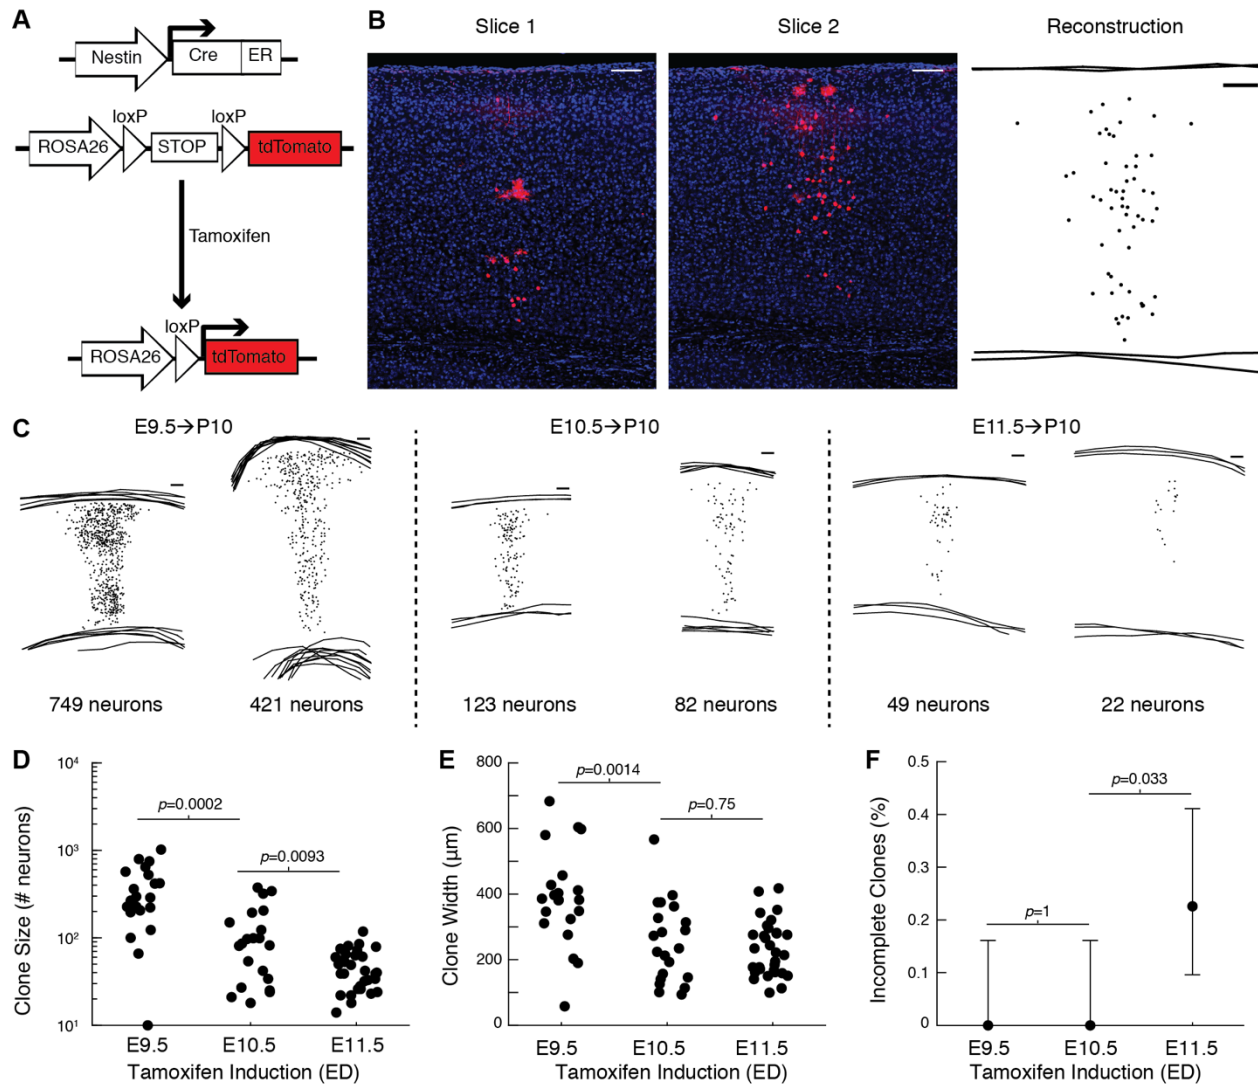 A
Nestin
Cre
ER
loxP
loxP
ROSA26
STOP
tdTomato
Tamoxifen
loxP
ROSA26
tdTomato
B
Slice 1
Slice 2
Reconstruction
C
E9.5→P10
E10.5→P10
E11.5→P10
749 neurons
421 neurons
123 neurons
82 neurons
49 neurons
22 neurons
D
Clone Size (# neurons)
10⁴
10³
10²
10¹
p=0.0002
p=0.0093
E9.5
E10.5
E11.5
Tamoxifen Induction (ED)
E
Clone Width (µm)
800
600
400
200
0
p=0.0014
p=0.75
E9.5
E10.5
E11.5
Tamoxifen Induction (ED)
F
Incomplete Clones (%)
0.5
0.4
0.3
0.2
0.1
0
p=0.033
p=1
E9.5
E10.5
E11.5
Tamoxifen Induction (ED)